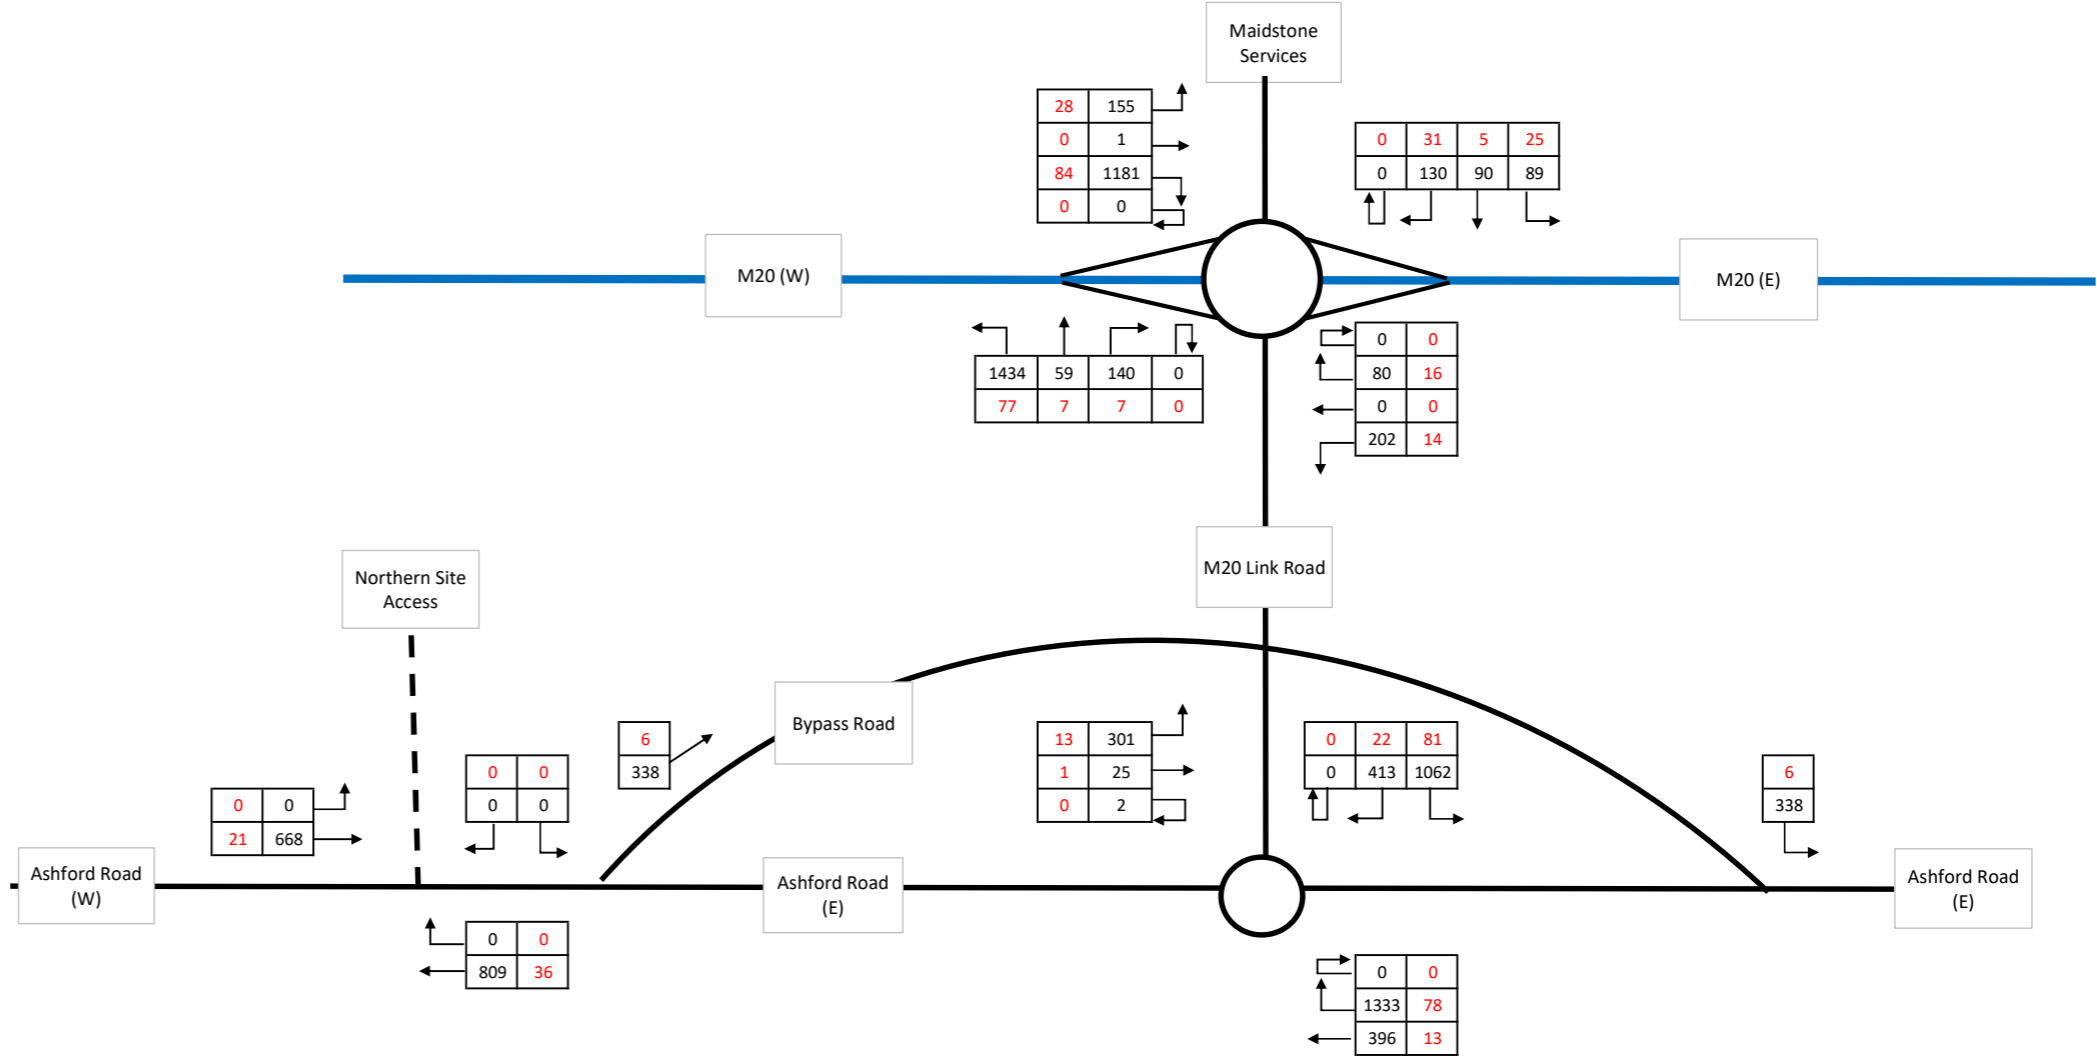 Maidstone
Services
28 155
0 1
84 1181
0 0
0 31 5 25
0 130 90 89
M20 (W)
M20 (E)
1434 59 140 0
77 7 7 0
0 0
80 16
0 0
202 14
M20 Link Road
Northern Site
Access
Bypass Road
6
338
13 301
1 25
0 2
0 22 81
0 413 1062
6
338
0 0
21 668
0 0
0 0
Ashford Road
(W)
Ashford Road
(E)
Ashford Road
(E)
0 0
809 36
0 0
1333 78
396 13